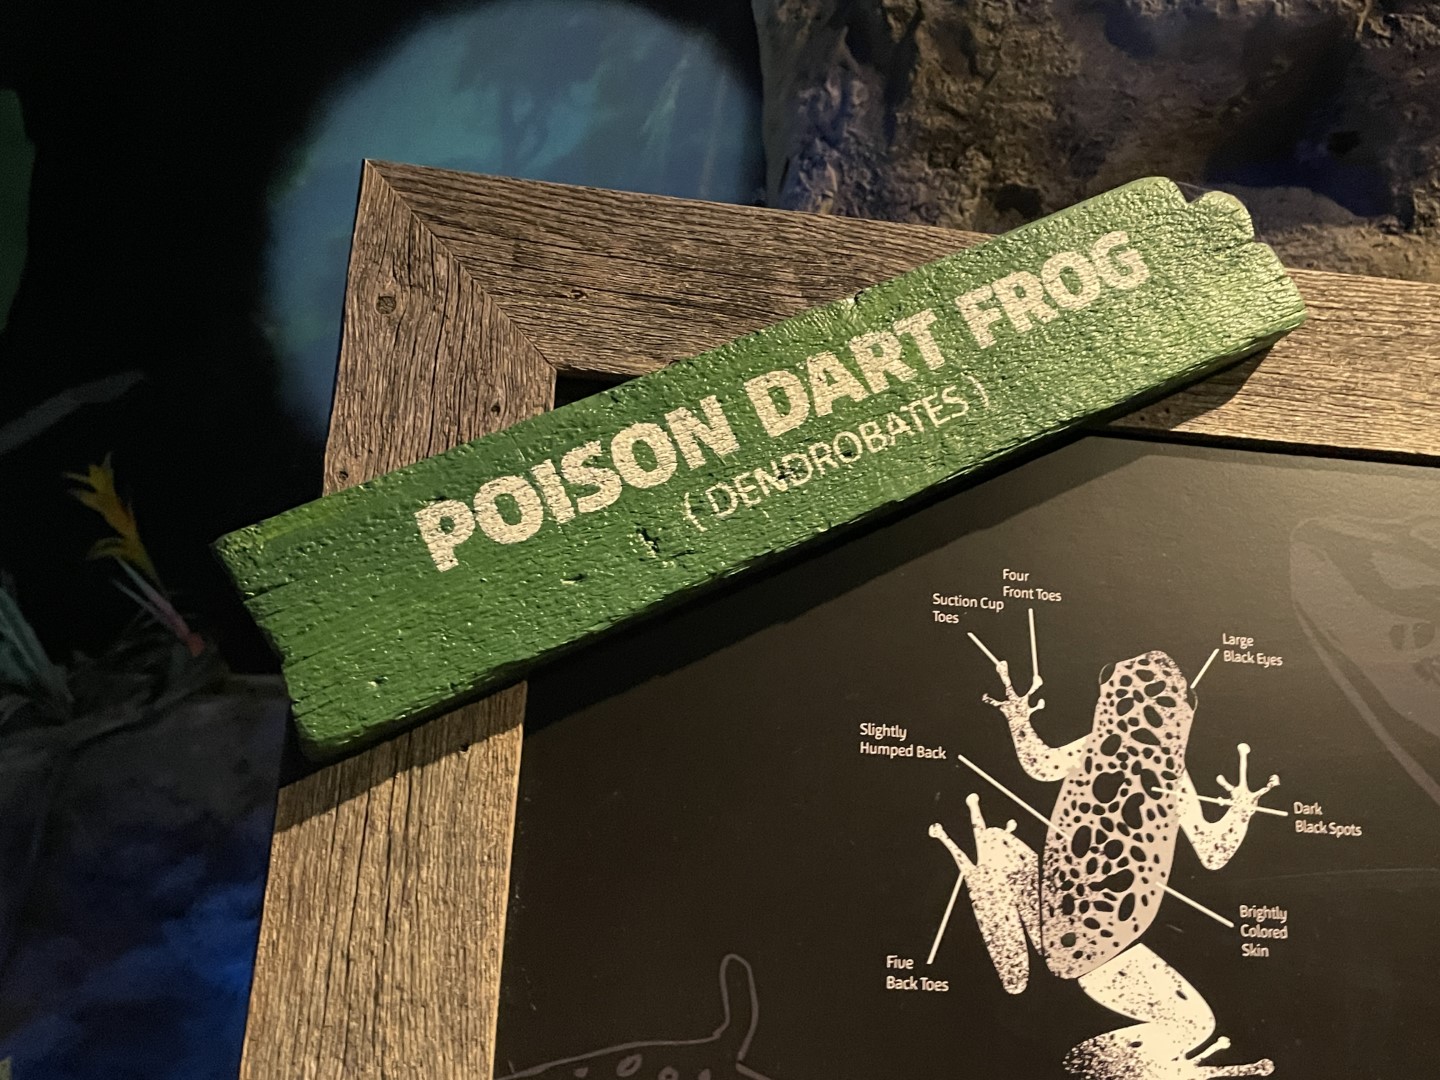 POISON DART FROG
(DENDROBATES)
Four
Front Toes
Suction Cup
Toes
Large
Black Eyes
Slightly
Humped Back
Dark
Black Spots
Brightly
Colored
Skin
Five
Back Toes